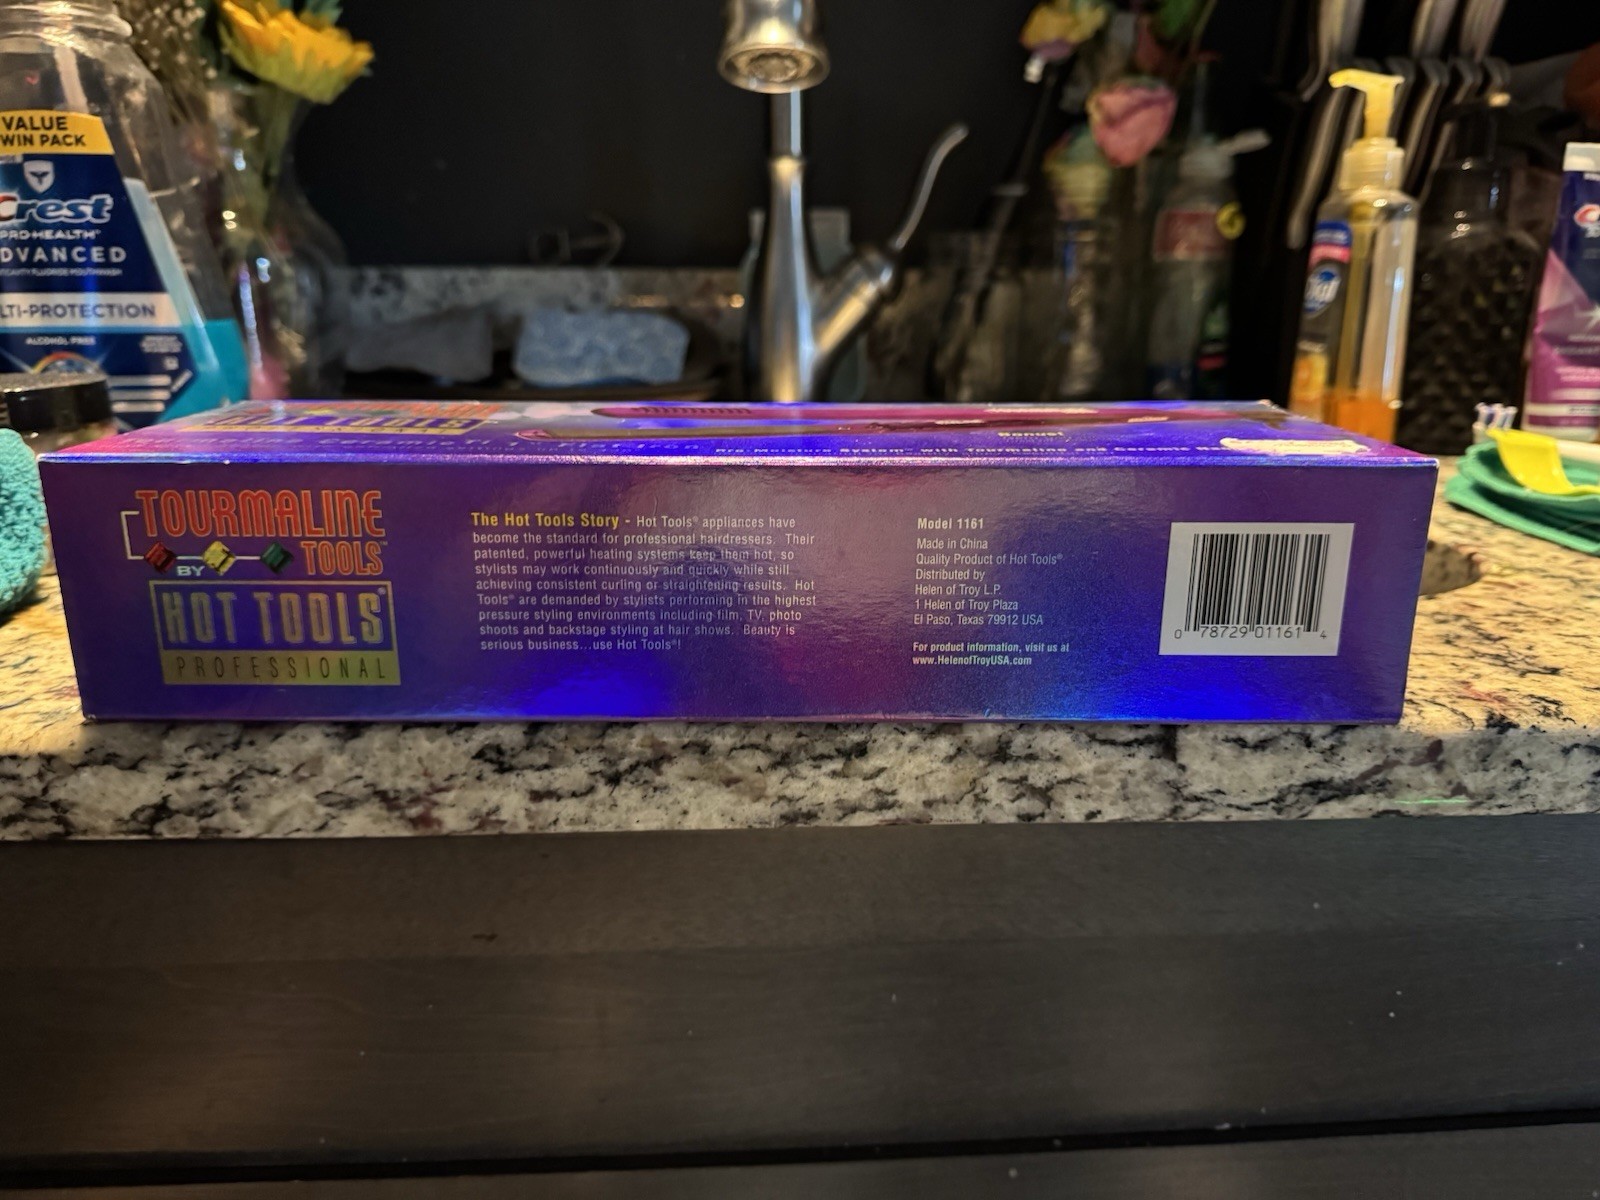 VALUE
WIN PACK
Crest
PRO-HEALTH
ADVANCED
LTI-PROTECTION
ALCOHOL FREE
HOT TOOLS
Bonus!
TOURMALINE
TOOLS™
BY
HOT TOOLS®
PROFESSIONAL
The Hot Tools Story - Hot Tools® appliances have
become the standard for professional hairdressers. Their
patented, powerful heating systems keep them hot, so
stylists may work continuously and quickly while still
achieving consistent curling or straightening results. Hot
Tools® are demanded by stylists performing in the highest
pressure styling environments including film, TV, photo
shoots and backstage styling at hair shows. Beauty is
serious business...use Hot Tools®!
Model 1161
Made in China
Quality Product of Hot Tools®
Distributed by
Helen of Troy L.P.
1 Helen of Troy Plaza
El Paso, Texas 79912 USA
For product information, visit us at
www.HelenofTroyUSA.com
0 78729 01161 4